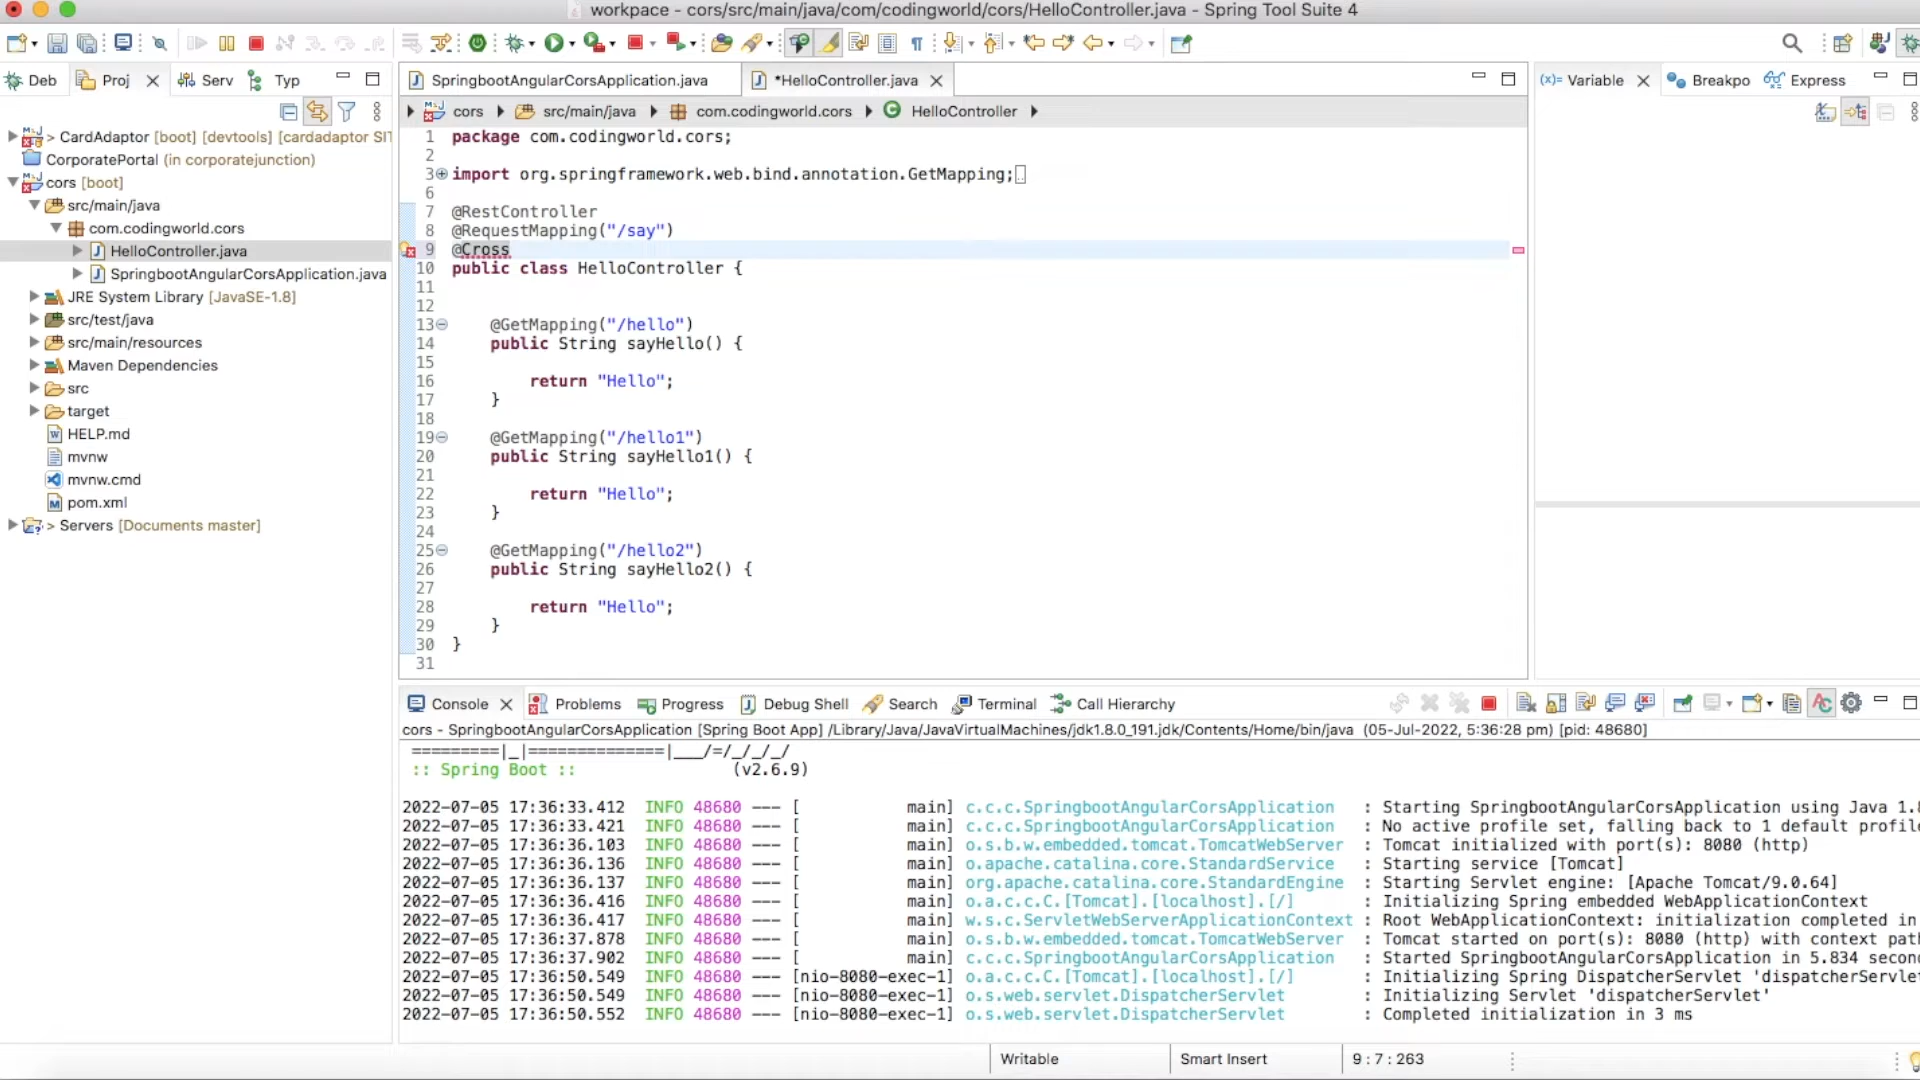 workpace - cors/src/main/java/com/codingworld/cors/HelloController.java - Spring Tool Suite 4
Deb Proj Serv Typ
SpringbootAngularCorsApplication.java *HelloController.java
Variable Breakpo Express
cors src/main/java com.codingworld.cors HelloController
> CardAdaptor [boot] [devtools] [cardadaptor SIT
CorporatePortal (in corporatejunction)
cors [boot]
src/main/java
com.codingworld.cors
HelloController.java
SpringbootAngularCorsApplication.java
JRE System Library [JavaSE-1.8]
src/test/java
src/main/resources
Maven Dependencies
src
target
HELP.md
mvnw
mvnw.cmd
pom.xml
> Servers [Documents master]
1 package com.codingworld.cors;
2
3 import org.springframework.web.bind.annotation.GetMapping;
6
7 @RestController
8 @RequestMapping("/say")
9 @Cross
10 public class HelloController {
11
12
13 @GetMapping("/hello")
14 public String sayHello() {
15
16 return "Hello";
17 }
18
19 @GetMapping("/hello1")
20 public String sayHello1() {
21
22 return "Hello";
23 }
24
25 @GetMapping("/hello2")
26 public String sayHello2() {
27
28 return "Hello";
29 }
30 }
31
Console Problems Progress Debug Shell Search Terminal Call Hierarchy
cors - SpringbootAngularCorsApplication [Spring Boot App] /Library/Java/JavaVirtualMachines/jdk1.8.0_191.jdk/Contents/Home/bin/java (05-Jul-2022, 5:36:28 pm) [pid: 48680]
=========|_|==============|___/=/_/_/_/
:: Spring Boot :: (v2.6.9)
2022-07-05 17:36:33.412 INFO 48680 --- [ main] c.c.c.SpringbootAngularCorsApplication : Starting SpringbootAngularCorsApplication using Java 1.8
2022-07-05 17:36:33.421 INFO 48680 --- [ main] c.c.c.SpringbootAngularCorsApplication : No active profile set, falling back to 1 default profile
2022-07-05 17:36:36.103 INFO 48680 --- [ main] o.s.b.w.embedded.tomcat.TomcatWebServer : Tomcat initialized with port(s): 8080 (http)
2022-07-05 17:36:36.136 INFO 48680 --- [ main] o.apache.catalina.core.StandardService : Starting service [Tomcat]
2022-07-05 17:36:36.137 INFO 48680 --- [ main] org.apache.catalina.core.StandardEngine : Starting Servlet engine: [Apache Tomcat/9.0.64]
2022-07-05 17:36:36.416 INFO 48680 --- [ main] o.a.c.c.C.[Tomcat].[localhost].[/] : Initializing Spring embedded WebApplicationContext
2022-07-05 17:36:36.417 INFO 48680 --- [ main] w.s.c.ServletWebServerApplicationContext : Root WebApplicationContext: initialization completed in
2022-07-05 17:36:37.878 INFO 48680 --- [ main] o.s.b.w.embedded.tomcat.TomcatWebServer : Tomcat started on port(s): 8080 (http) with context path
2022-07-05 17:36:37.902 INFO 48680 --- [ main] c.c.c.SpringbootAngularCorsApplication : Started SpringbootAngularCorsApplication in 5.834 second
2022-07-05 17:36:50.549 INFO 48680 --- [nio-8080-exec-1] o.a.c.c.C.[Tomcat].[localhost].[/] : Initializing Spring DispatcherServlet 'dispatcherServlet
2022-07-05 17:36:50.549 INFO 48680 --- [nio-8080-exec-1] o.s.web.servlet.DispatcherServlet : Initializing Servlet 'dispatcherServlet'
2022-07-05 17:36:50.552 INFO 48680 --- [nio-8080-exec-1] o.s.web.servlet.DispatcherServlet : Completed initialization in 3 ms
Writable Smart Insert 9 : 7 : 263